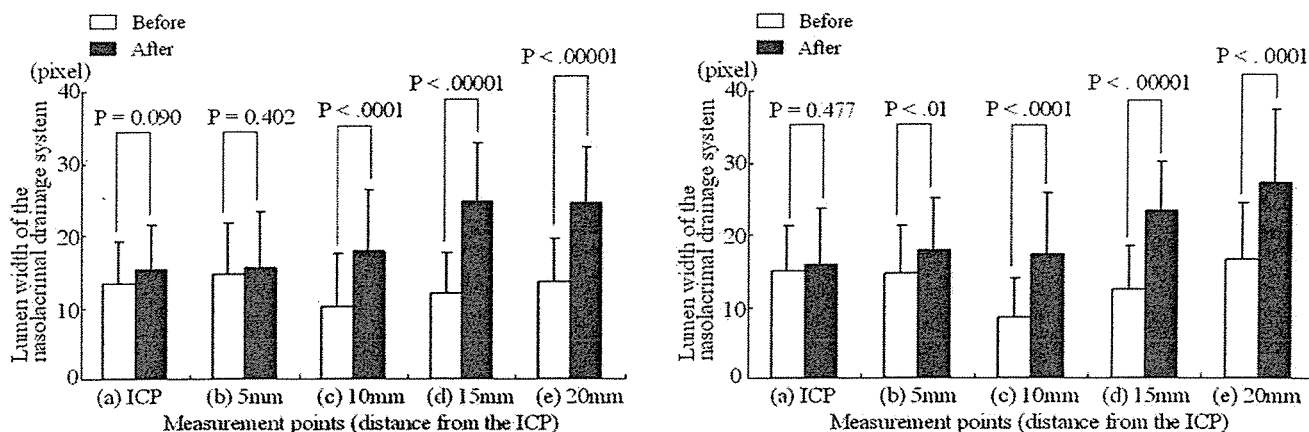 Before
After
(pixel)
P = 0.090
P = 0.402
P < .0001
P < .00001
P < .00001
Lumen width of the
nasolacrimal drainage system
40
30
20
10
0
(a) ICP
(b) 5mm
(c) 10mm
(d) 15mm
(e) 20mm
Measurement points (distance from the ICP)
Before
After
(pixel)
P = 0.477
P < .01
P < .0001
P < .00001
P < .0001
Lumen width of the
nasolacrimal drainage system
40
30
20
10
0
(a) ICP
(b) 5mm
(c) 10mm
(d) 15mm
(e) 20mm
Measurement points (distance from the ICP)